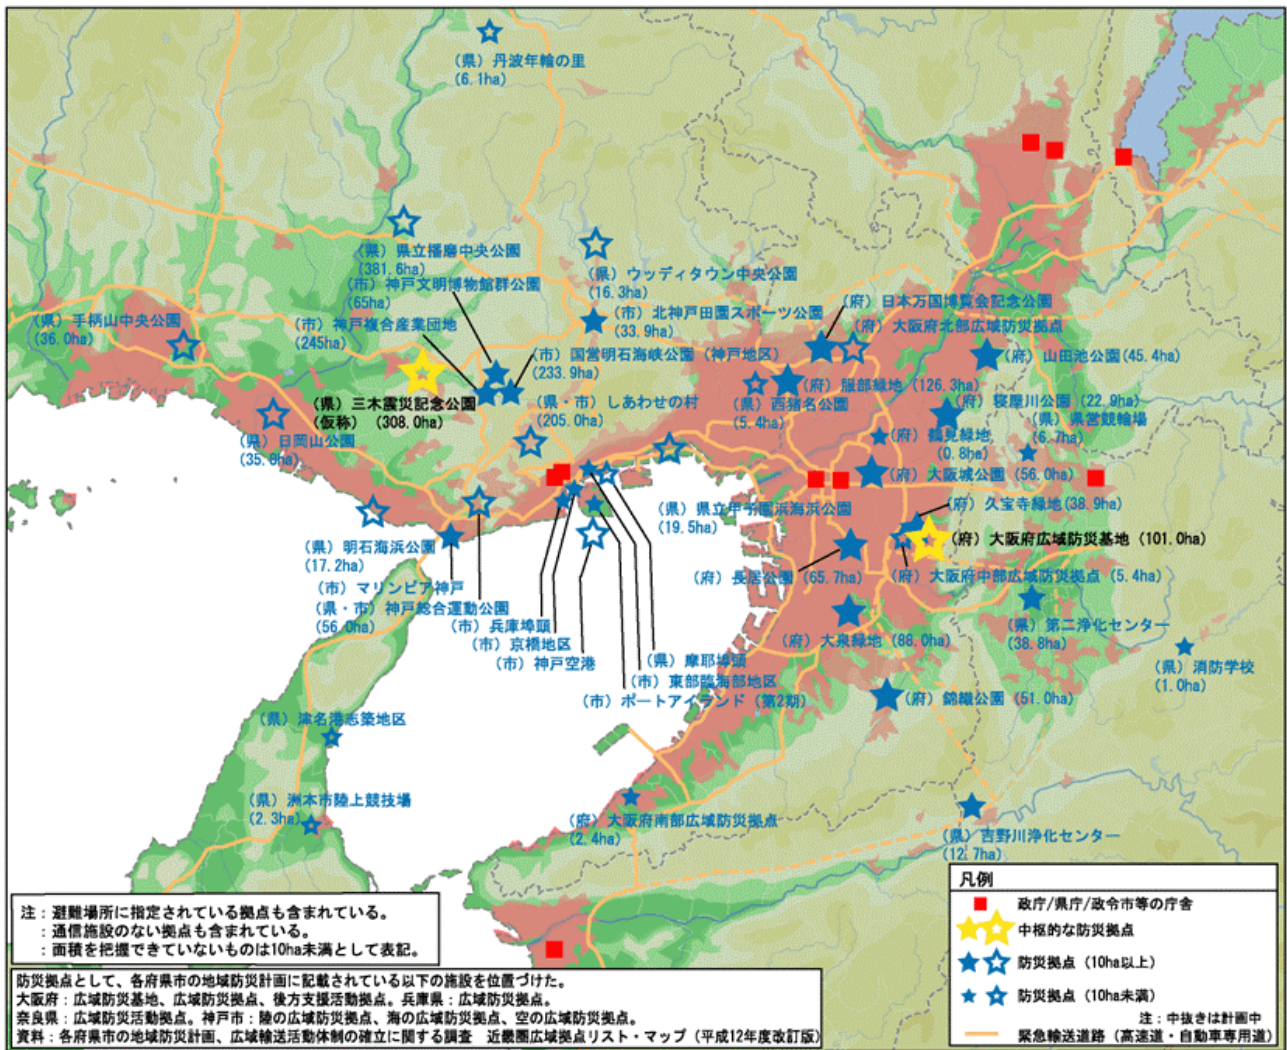 （県）丹波年輪の里
(6.1ha)
（県）県立播磨中央公園
(381.6ha)
（市）神戸文明博物館群公園
(65ha)
（県）ウッディタウン中央公園
(16.3ha)
（市）北神戸田園スポーツ公園
(33.9ha)
（府）日本万国博覧会記念公園
（府）大阪府北部広域防災拠点
（県）手柄山中央公園
(36.0ha)
（市）神戸複合産業団地
(245ha)
（市）国営明石海峡公園（神戸地区）
(233.9ha)
（府）山田池公園(45.4ha)
（府）服部緑地（126.3ha）
（県）三木震災記念公園
（仮称）（308.0ha）
（県・市）しあわせの村
(205.0ha)
（県）西猪名公園
(5.4ha)
（府）寝屋川公園（22.9ha）
（県）県営競輪場
(6.7ha)
（県）日岡山公園
(35.8ha)
（府）鶴見緑地
(0.8ha)
（府）大阪城公園（56.0ha）
（県）県立甲子園浜海浜公園
(19.5ha)
（府）久宝寺緑地(38.9ha)
（府）大阪府広域防災基地（101.0ha）
（県）明石海浜公園
(17.2ha)
（府）長居公園（65.7ha）
（府）大阪府中部広域防災拠点（5.4ha）
（市）マリンピア神戸
（県・市）神戸総合運動公園
(56.0ha)
（市）兵庫埠頭
（市）京橋地区
（市）神戸空港
（県）摩耶埠頭
（市）東部臨海部地区
（市）ポートアイランド（第2期）
（府）大泉緑地（88.0ha）
（県）第二浄化センター
(38.8ha)
（県）消防学校
(1.0ha)
（府）錦織公園（51.0ha）
（県）津名港志築地区
（県）洲本市陸上競技場
(2.3ha)
（府）大阪府南部広域防災拠点
(2.4ha)
（県）吉野川浄化センター
(12.7ha)
注：避難場所に指定されている拠点も含まれている。
：通信施設のない拠点も含まれている。
：面積を把握できていないものは10ha未満として表記。
防災拠点として、各府県市の地域防災計画に記載されている以下の施設を位置づけた。
大阪府：広域防災基地、広域防災拠点、後方支援活動拠点。兵庫県：広域防災拠点。
奈良県：広域防災活動拠点。神戸市：陸の広域防災拠点、海の広域防災拠点、空の広域防災拠点。
資料：各府県市の地域防災計画、広域輸送活動体制の確立に関する調査　近畿圏広域拠点リスト・マップ（平成12年度改訂版）
凡例
政庁/県庁/政令市等の庁舎
中枢的な防災拠点
防災拠点（10ha以上）
防災拠点（10ha未満）
注：中抜きは計画中
緊急輸送道路（高速道・自動車専用道）